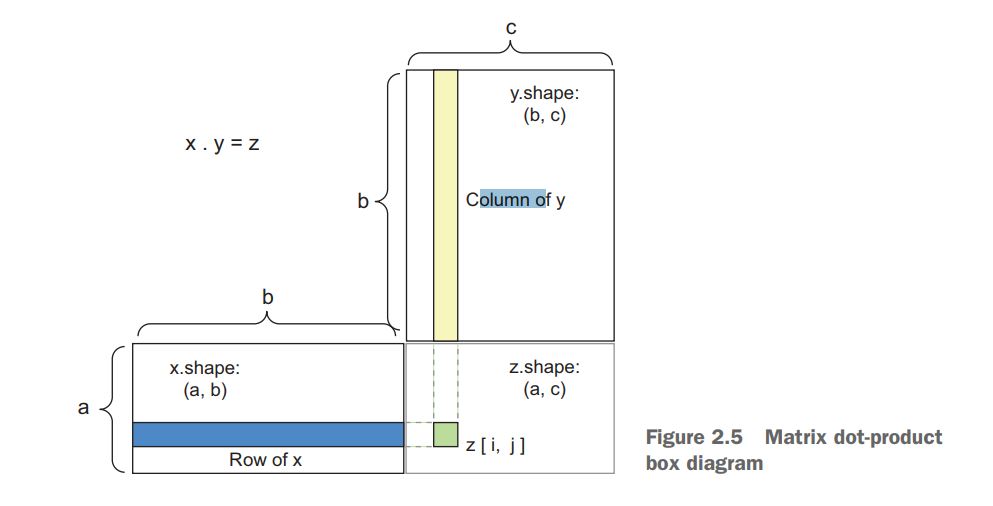 c
y.shape:
(b, c)
x . y = z
b
Column of y
b
x.shape:
(a, b)
z.shape:
(a, c)
a
z [ i, j ]
Row of x
Figure 2.5 Matrix dot-product
box diagram